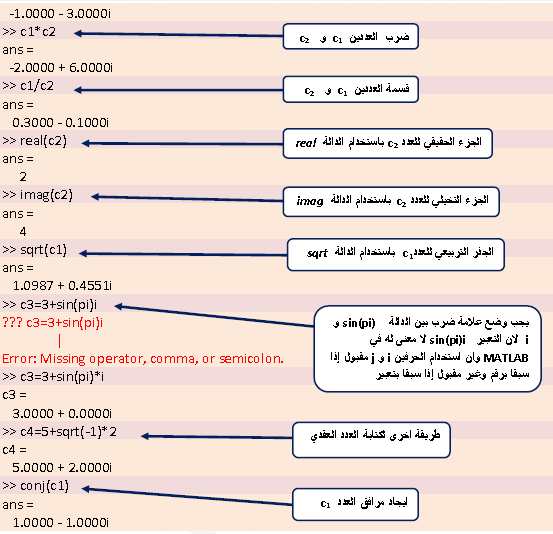 -1.0000 - 3.0000i
>> c1*c2
ضرب العددين c₁ و c₂
ans =
-2.0000 + 6.0000i
>> c1/c2
قسمة العددين c₁ و c₂
ans =
0.3000 - 0.1000i
>> real(c2)
الجزء الحقيقي للعدد c₂ باستخدام الدالة real
ans =
2
>> imag(c2)
الجزء التخيلي للعدد c₂ باستخدام الدالة imag
ans =
4
>> sqrt(c1)
الجذر التربيعي للعدد c₁ باستخدام الدالة sqrt
ans =
1.0987 + 0.4551i
>> c3=3+sin(pi)i
??? c3=3+sin(pi)i
|
Error: Missing operator, comma, or semicolon.
يجب وضع علامة ضرب بين الدالة sin(pi) و
i لان التعبير sin(pi)i لا معنى له في
MATLAB وان استخدام الحرفين i و j مقبول إذا
سبقا برقم وغير مقبول إذا سبقا بتعبير
>> c3=3+sin(pi)*i
c3 =
3.0000 + 0.0000i
>> c4=5+sqrt(-1)*2
طريقة اخرى لكتابة العدد العقدي
c4 =
5.0000 + 2.0000i
>> conj(c1)
ايجاد مرافق العدد c₁
ans =
1.0000 - 1.0000i